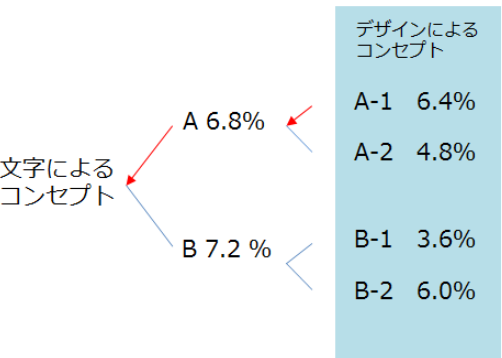 デザインによる
コンセプト
A-1 6.4%
A 6.8%
A-2 4.8%
文字による
コンセプト
B-1 3.6%
B 7.2 %
B-2 6.0%